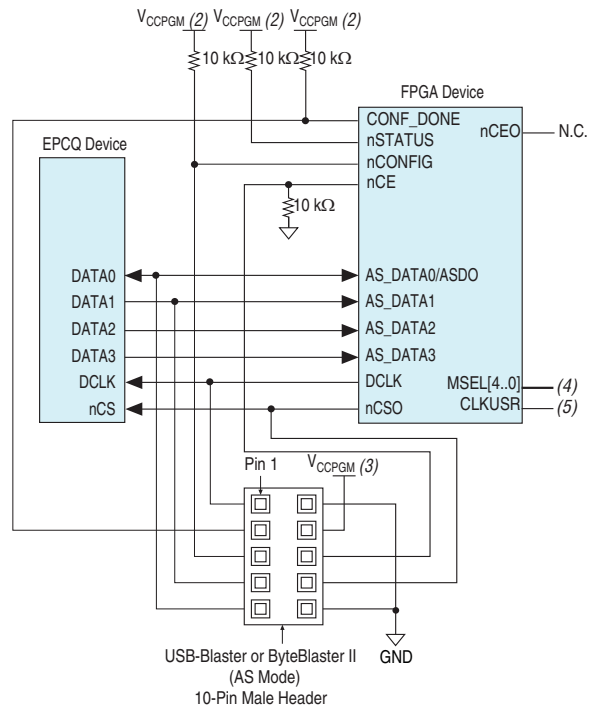 VCCPGM (2) VCCPGM (2) VCCPGM (2)
10 kΩ 10 kΩ 10 kΩ
FPGA Device
EPCQ Device
CONF_DONE
nSTATUS
nCONFIG
nCE
nCEO
N.C.
10 kΩ
DATA0
DATA1
DATA2
DATA3
DCLK
nCS
AS_DATA0/ASDO
AS_DATA1
AS_DATA2
AS_DATA3
DCLK
nCSO
MSEL[4..0] (4)
CLKUSR (5)
Pin 1
VCCPGM (3)
GND
USB-Blaster or ByteBlaster II
(AS Mode)
10-Pin Male Header